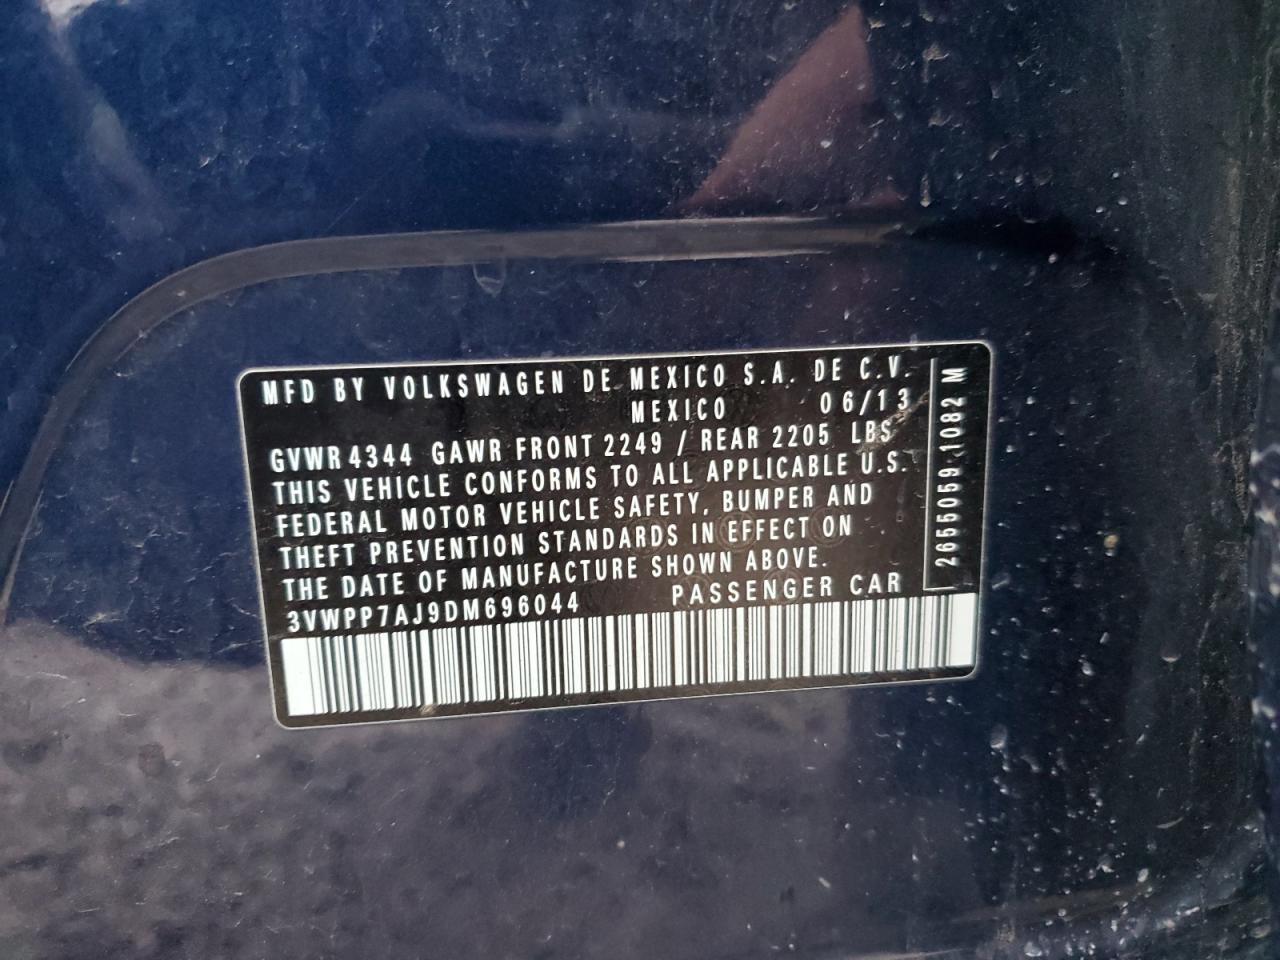 MFD BY VOLKSWAGEN DE MEXICO S.A. DE C.V.
MEXICO 06/13
GVWR 4344 GAWR FRONT 2249 / REAR 2205 LBS
THIS VEHICLE CONFORMS TO ALL APPLICABLE U.S.
FEDERAL MOTOR VEHICLE SAFETY, BUMPER AND
THEFT PREVENTION STANDARDS IN EFFECT ON
THE DATE OF MANUFACTURE SHOWN ABOVE.
3VWPP7AJ9DM696044 PASSENGER CAR
2655059 1082 M